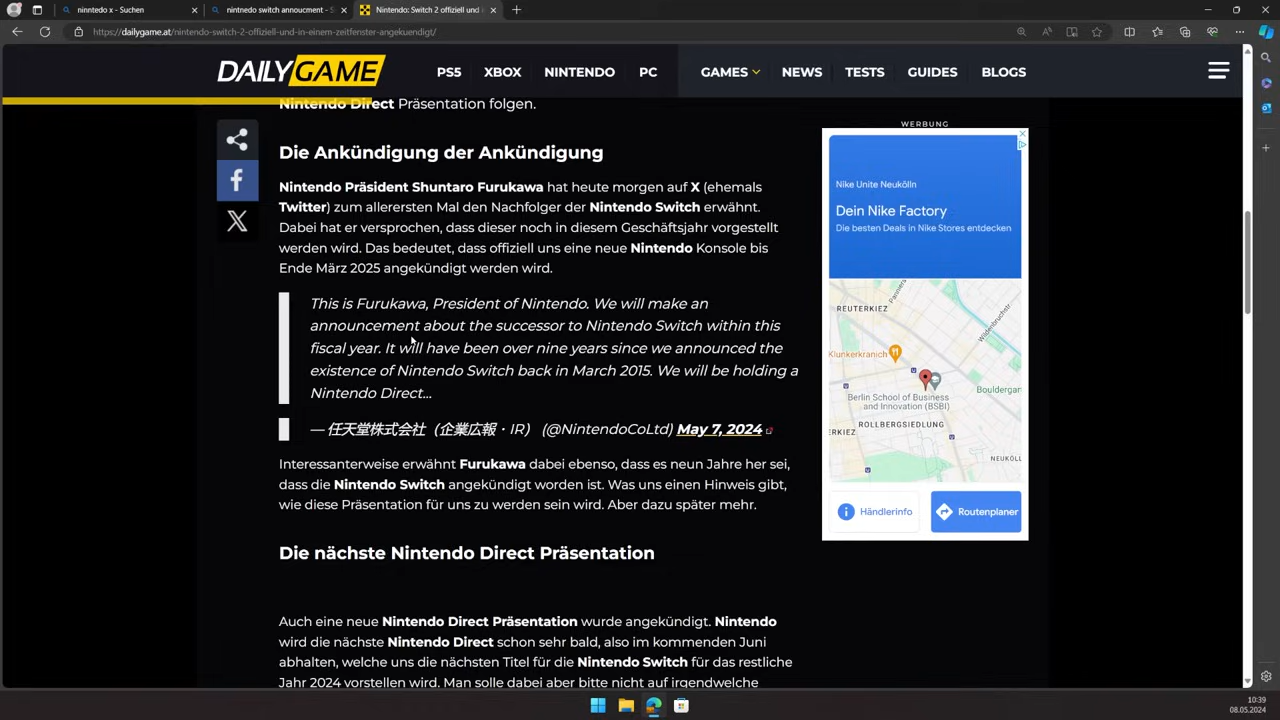 nintedo x - Suchen
nintnedo switch annoucment - S
Nintendo: Switch 2 offiziell und i
https://dailygame.at/nintendo-switch-2-offiziell-und-in-einem-zeitfenster-angekuendigt/
DAILYGAME
PS5 XBOX NINTENDO PC GAMES NEWS TESTS GUIDES BLOGS
Nintendo Direct Präsentation folgen.
Die Ankündigung der Ankündigung
Nintendo Präsident Shuntaro Furukawa hat heute morgen auf X (ehemals
Twitter) zum allerersten Mal den Nachfolger der Nintendo Switch erwähnt.
Dabei hat er versprochen, dass dieser noch in diesem Geschäftsjahr vorgestellt
werden wird. Das bedeutet, dass offiziell uns eine neue Nintendo Konsole bis
Ende März 2025 angekündigt werden wird.
This is Furukawa, President of Nintendo. We will make an
announcement about the successor to Nintendo Switch within this
fiscal year. It will have been over nine years since we announced the
existence of Nintendo Switch back in March 2015. We will be holding a
Nintendo Direct…
— 任天堂株式会社（企業広報・IR） (@NintendoCoLtd) May 7, 2024
Interessanterweise erwähnt Furukawa dabei ebenso, dass es neun Jahre her sei,
dass die Nintendo Switch angekündigt worden ist. Was uns einen Hinweis gibt,
wie diese Präsentation für uns zu werden sein wird. Aber dazu später mehr.
Die nächste Nintendo Direct Präsentation
Auch eine neue Nintendo Direct Präsentation wurde angekündigt. Nintendo
wird die nächste Nintendo Direct schon sehr bald, also im kommenden Juni
abhalten, welche uns die nächsten Titel für die Nintendo Switch für das restliche
Jahr 2024 vorstellen wird. Man solle dabei aber bitte nicht auf irgendwelche
WERBUNG
Nike Unite Neukölln
Dein Nike Factory
Die besten Deals in Nike Stores entdecken
REUTERKIEZ
Pannierstr
Wildenbruchstr.
Klunkerkranich
Boulderga
Berlin School of Business
and Innovation (BSBI)
ERKIEZ
ROLLBERGSIEDLUNG
NEUKÖLL
Händlerinfo
Routenplaner
10:39
08.05.2024